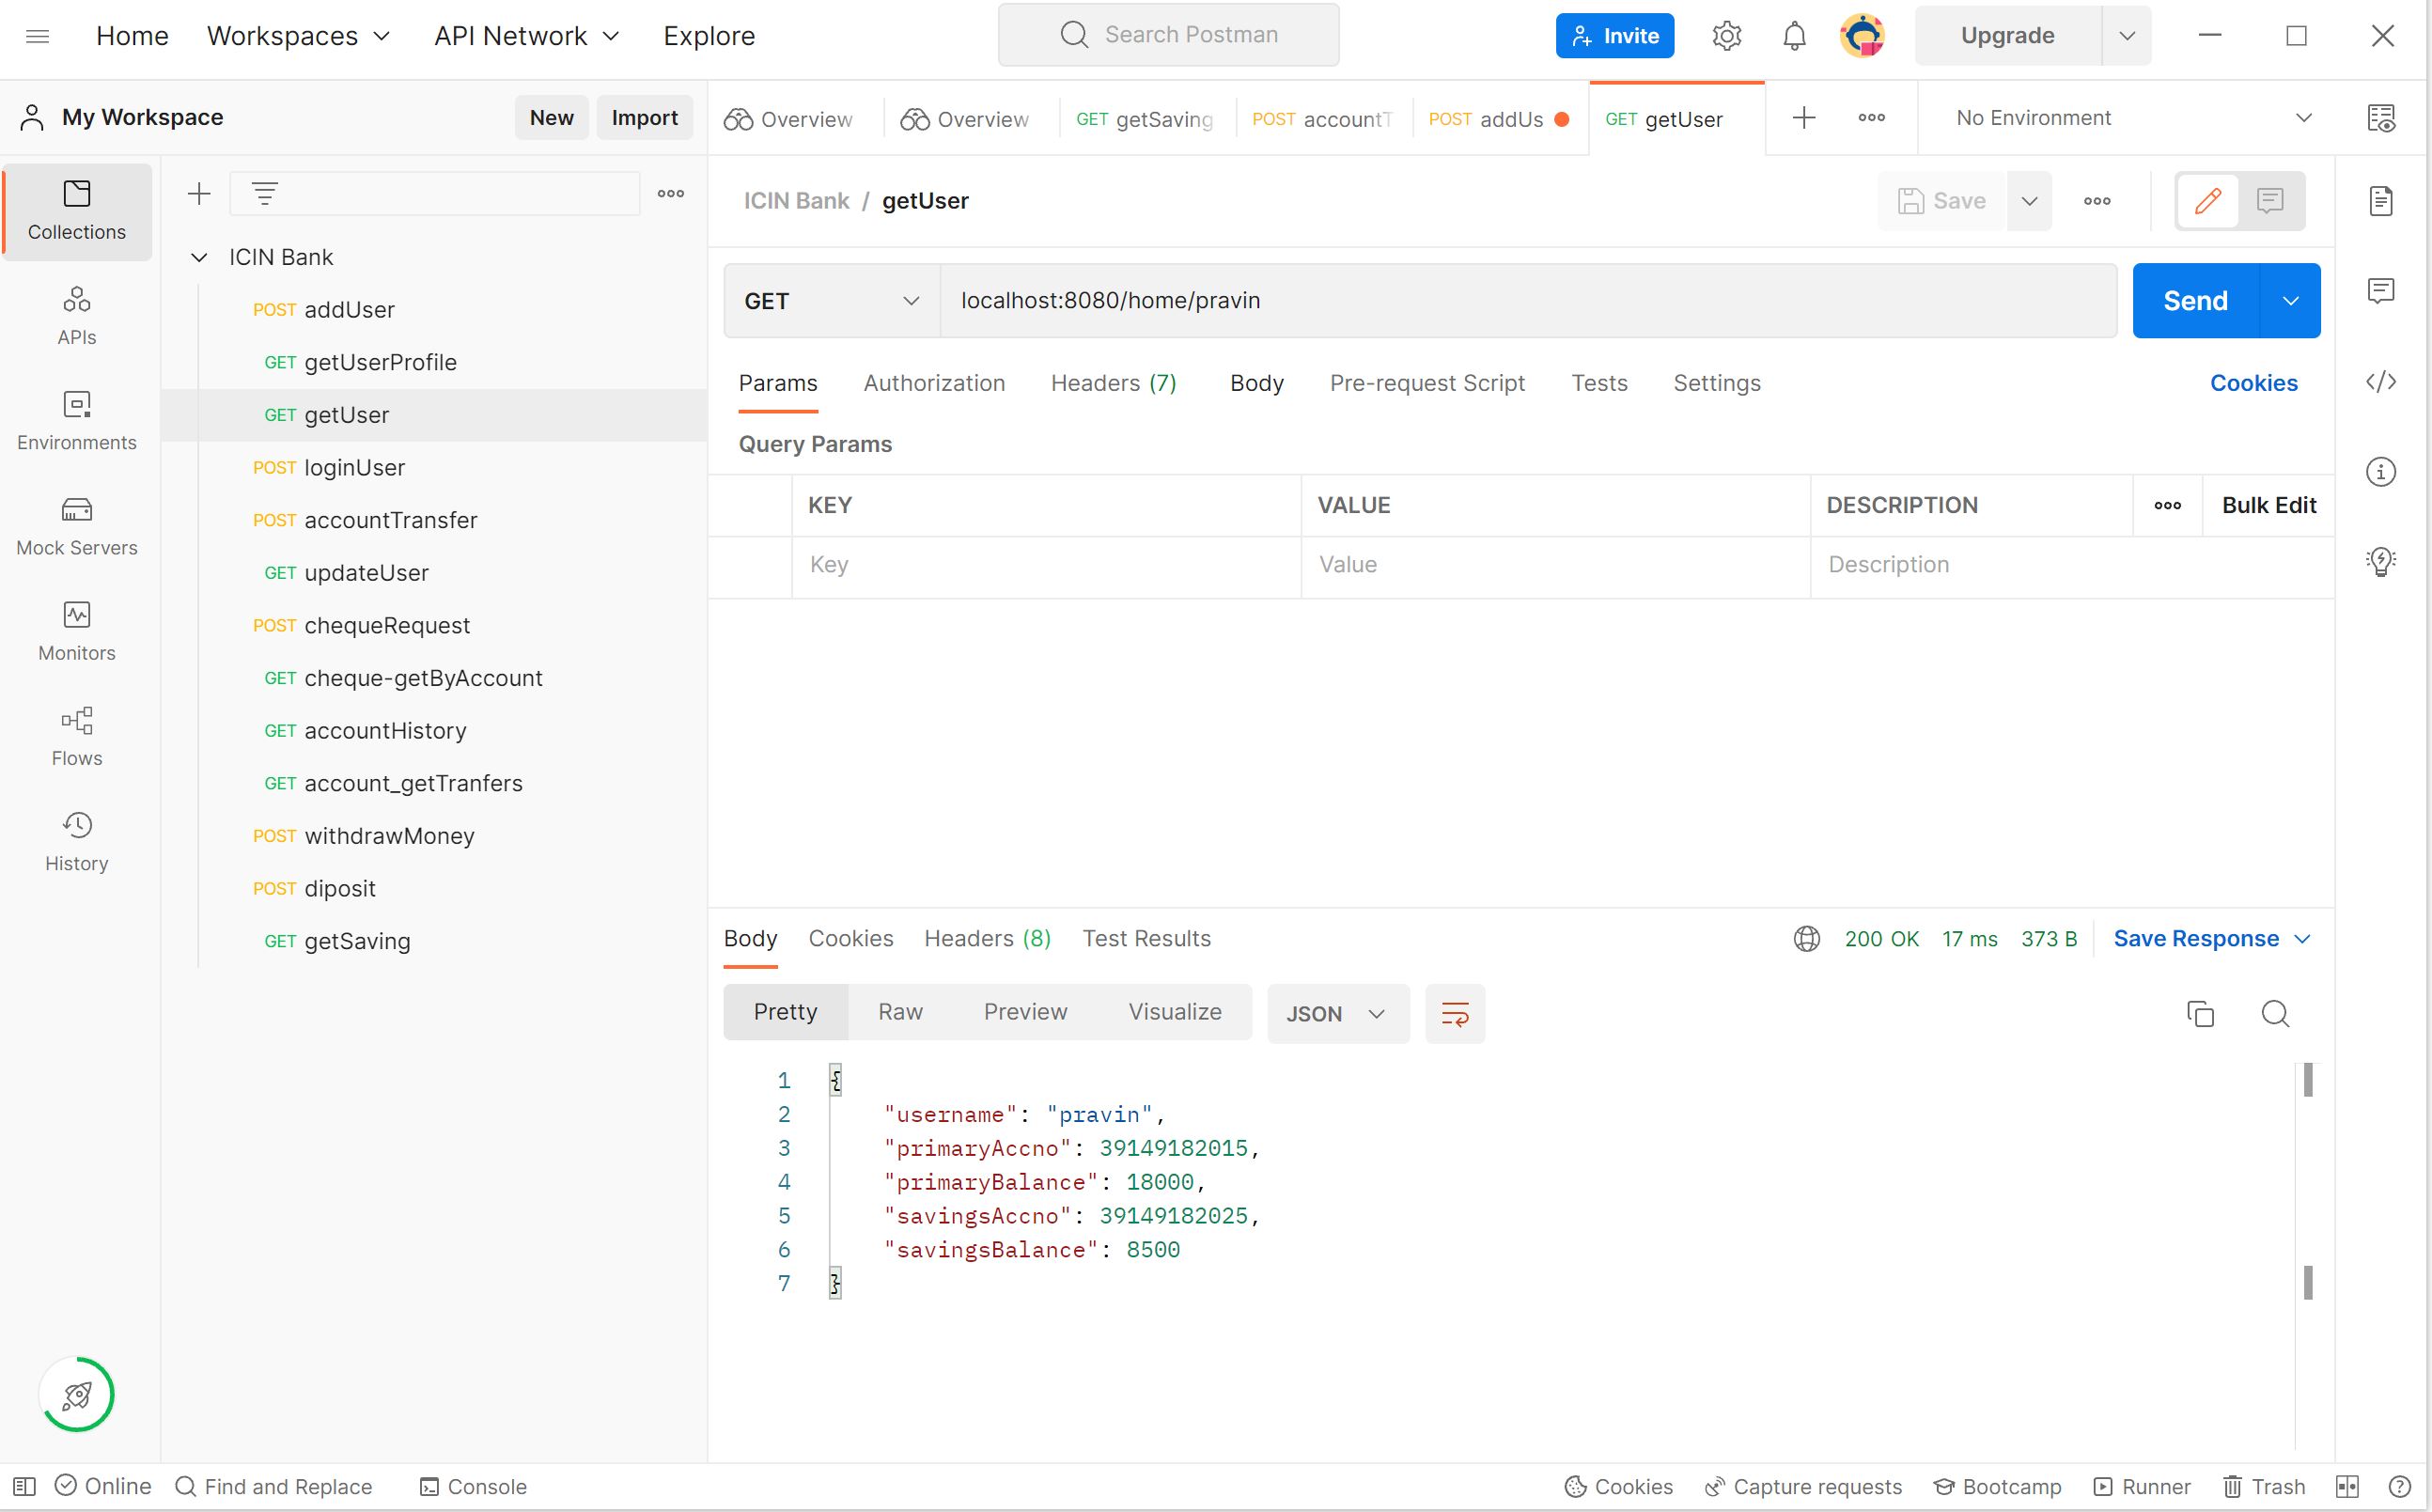 Home Workspaces API Network Explore Search Postman Invite Upgrade
My Workspace New Import Overview Overview GET getSaving POST accountT POST addUs GET getUser No Environment
Collections
APIs
Environments
Mock Servers
Monitors
Flows
History
ICIN Bank
POST addUser
GET getUserProfile
GET getUser
POST loginUser
POST accountTransfer
GET updateUser
POST chequeRequest
GET cheque-getByAccount
GET accountHistory
GET account_getTranfers
POST withdrawMoney
POST diposit
GET getSaving
ICIN Bank / getUser Save
GET localhost:8080/home/pravin Send
Params Authorization Headers (7) Body Pre-request Script Tests Settings Cookies
Query Params
KEY VALUE DESCRIPTION Bulk Edit
Key Value Description
Body Cookies Headers (8) Test Results 200 OK 17 ms 373 B Save Response
Pretty Raw Preview Visualize JSON
1 {
2 "username": "pravin",
3 "primaryAccno": 39149182015,
4 "primaryBalance": 18000,
5 "savingsAccno": 39149182025,
6 "savingsBalance": 8500
7 }
Online Find and Replace Console Cookies Capture requests Bootcamp Runner Trash